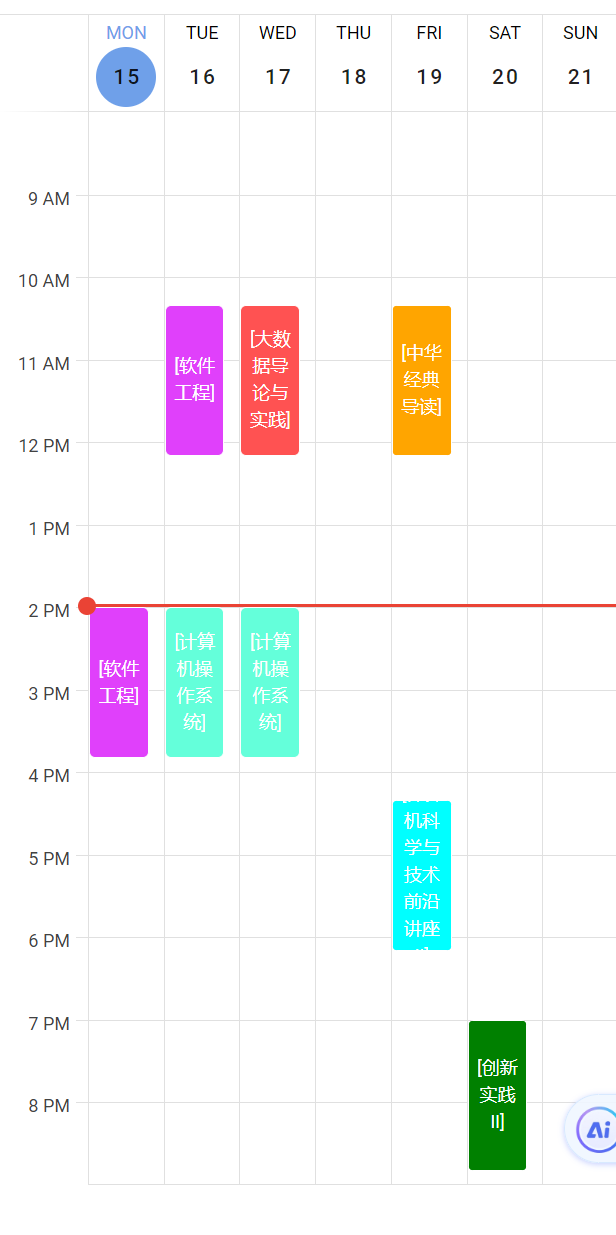 MON TUE WED THU FRI SAT SUN
15 16 17 18 19 20 21
9 AM
10 AM
11 AM
12 PM
1 PM
2 PM
3 PM
4 PM
5 PM
6 PM
7 PM
8 PM
[软件
工程]
[软件
工程]
[计算
机操
作系
统]
[大数
据导
论与
实践]
[计算
机操
作系
统]
[中华
经典
导读]
机科
学与
技术
前沿
讲座
[创新
实践
II]
Ai